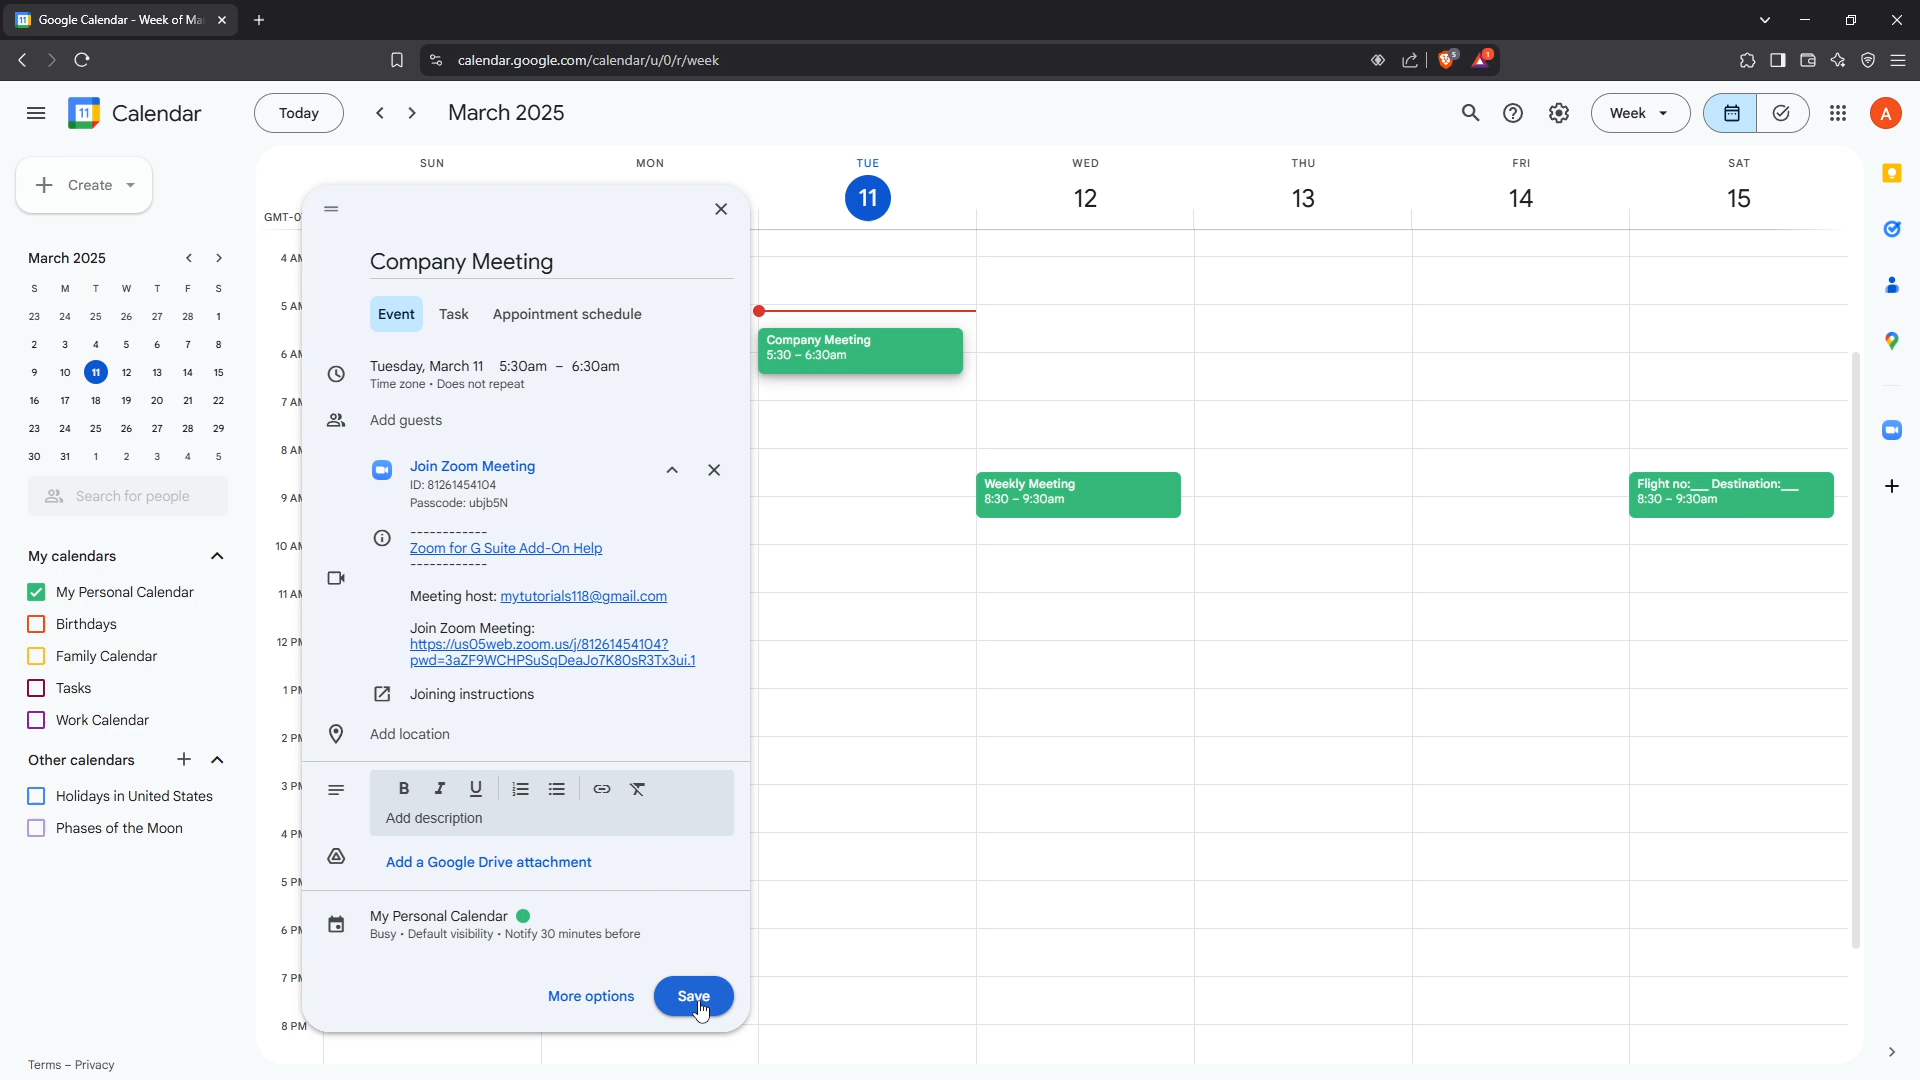 Google Calendar - Week of Ma
calendar.google.com/calendar/u/0/r/week
5
1
Calendar
Today
March 2025
Week
A
Create
March 2025
S M T W T F S
23 24 25 26 27 28 1
2 3 4 5 6 7 8
9 10 11 12 13 14 15
16 17 18 19 20 21 22
23 24 25 26 27 28 29
30 31 1 2 3 4 5
Search for people
My calendars
My Personal Calendar
Birthdays
Family Calendar
Tasks
Work Calendar
Other calendars
Holidays in United States
Phases of the Moon
Terms – Privacy
SUN MON TUE WED THU FRI SAT
11 12 13 14 15
GMT-0
4 AM
5 AM
6 AM
7 AM
8 AM
9 AM
10 AM
11 AM
12 PM
1 PM
2 PM
3 PM
4 PM
5 PM
6 PM
7 PM
8 PM
Company Meeting
Event Task Appointment schedule
Tuesday, March 11 5:30am – 6:30am
Time zone • Does not repeat
Add guests
Join Zoom Meeting
ID: 81261454104
Passcode: ubjb5N
------------
Zoom for G Suite Add-On Help
------------
Meeting host: mytutorials118@gmail.com
Join Zoom Meeting:
https://us05web.zoom.us/j/81261454104?
pwd=3aZF9WCHPSuSqDeaJo7K80sR3Tx3ui.1
Joining instructions
Add location
B I U
Add description
Add a Google Drive attachment
My Personal Calendar
Busy • Default visibility • Notify 30 minutes before
More options Save
Company Meeting
5:30 – 6:30am
Weekly Meeting
8:30 – 9:30am
Flight no:___ Destination:___
8:30 – 9:30am